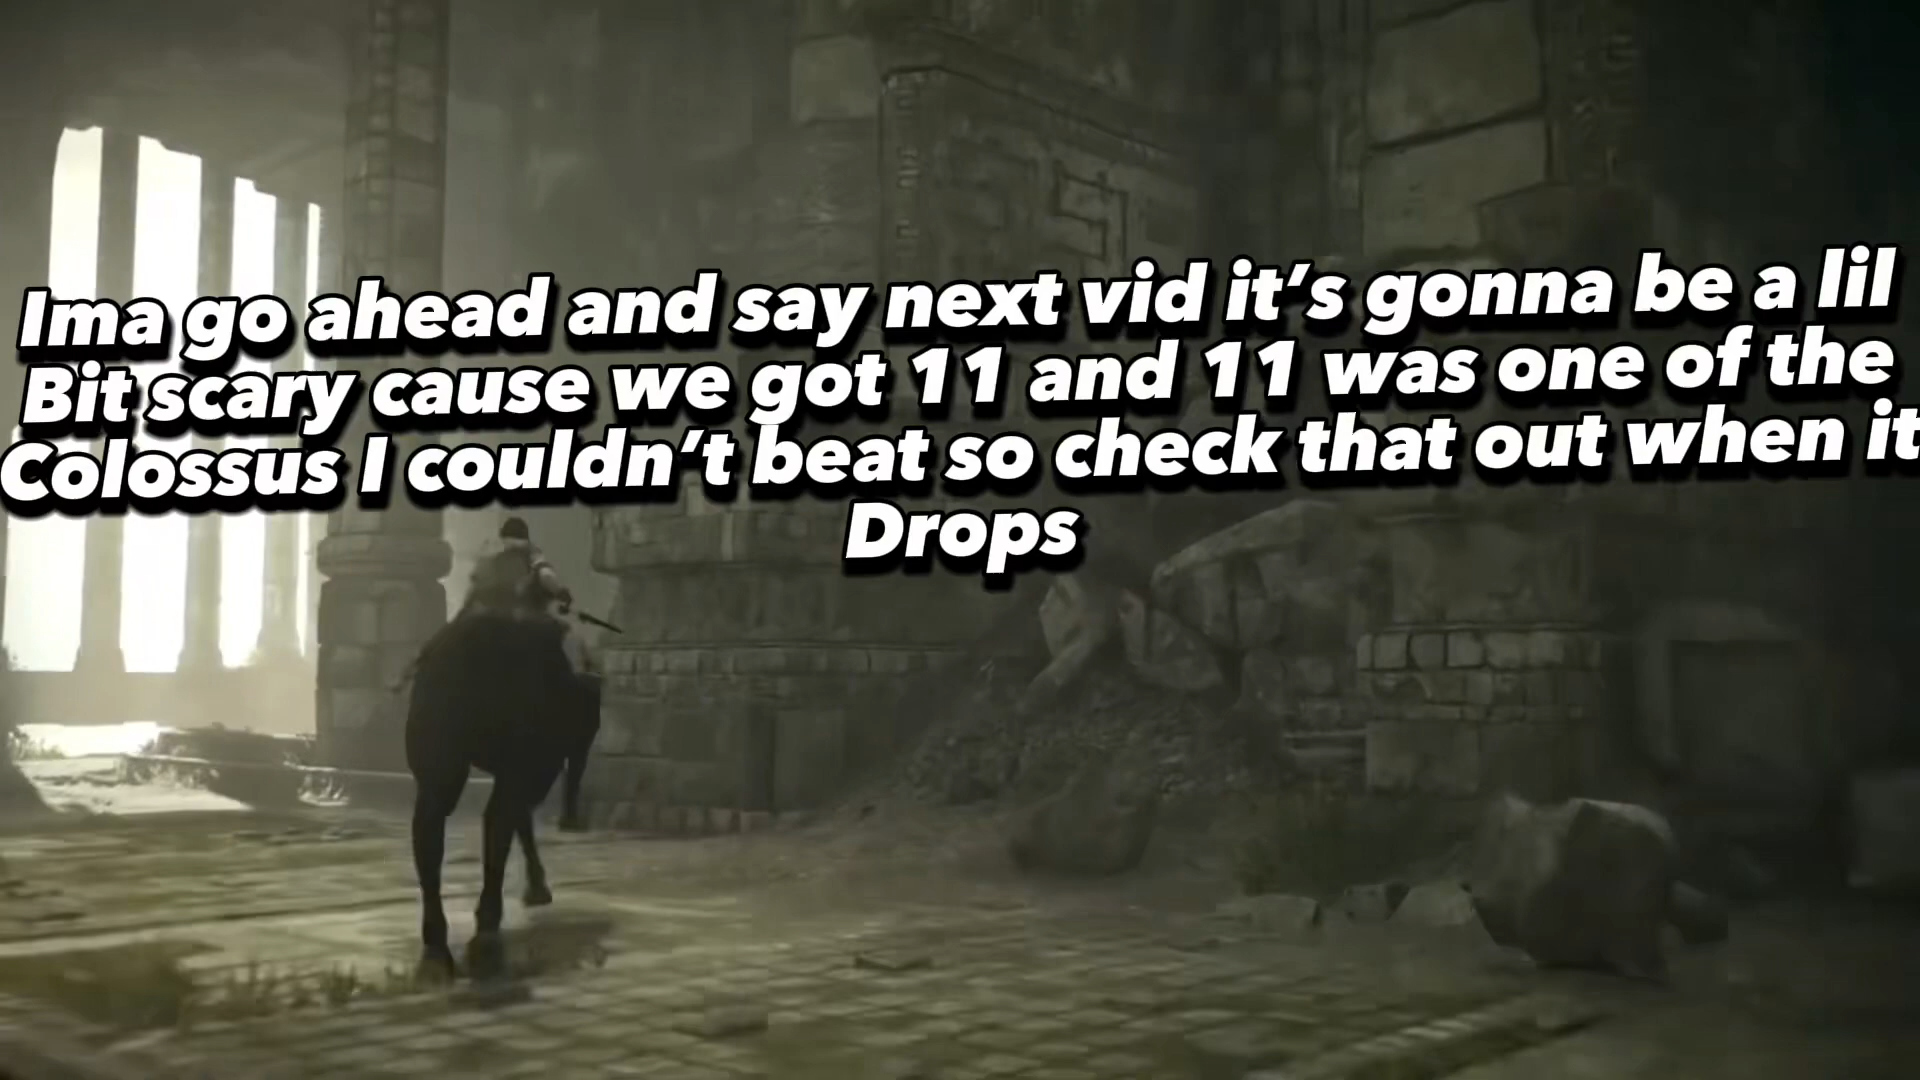 Ima go ahead and say next vid it's gonna be a lil
Bit scary cause we got 11 and 11 was one of the
Colossus I couldn't beat so check that out when it
Drops